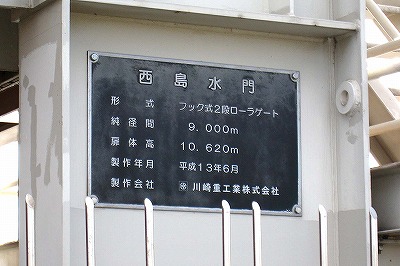 西島水門
形式 フック式2段ローラゲート
純径間 9.000m
扉体高 10.620m
製作年月 平成13年6月
製作会社 川崎重工業株式会社